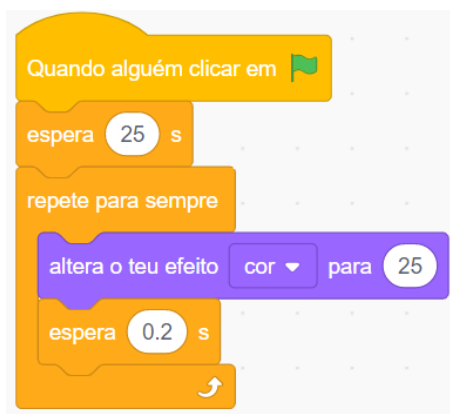 Quando alguém clicar em
espera 25 s
repete para sempre
altera o teu efeito cor para 25
espera 0.2 s